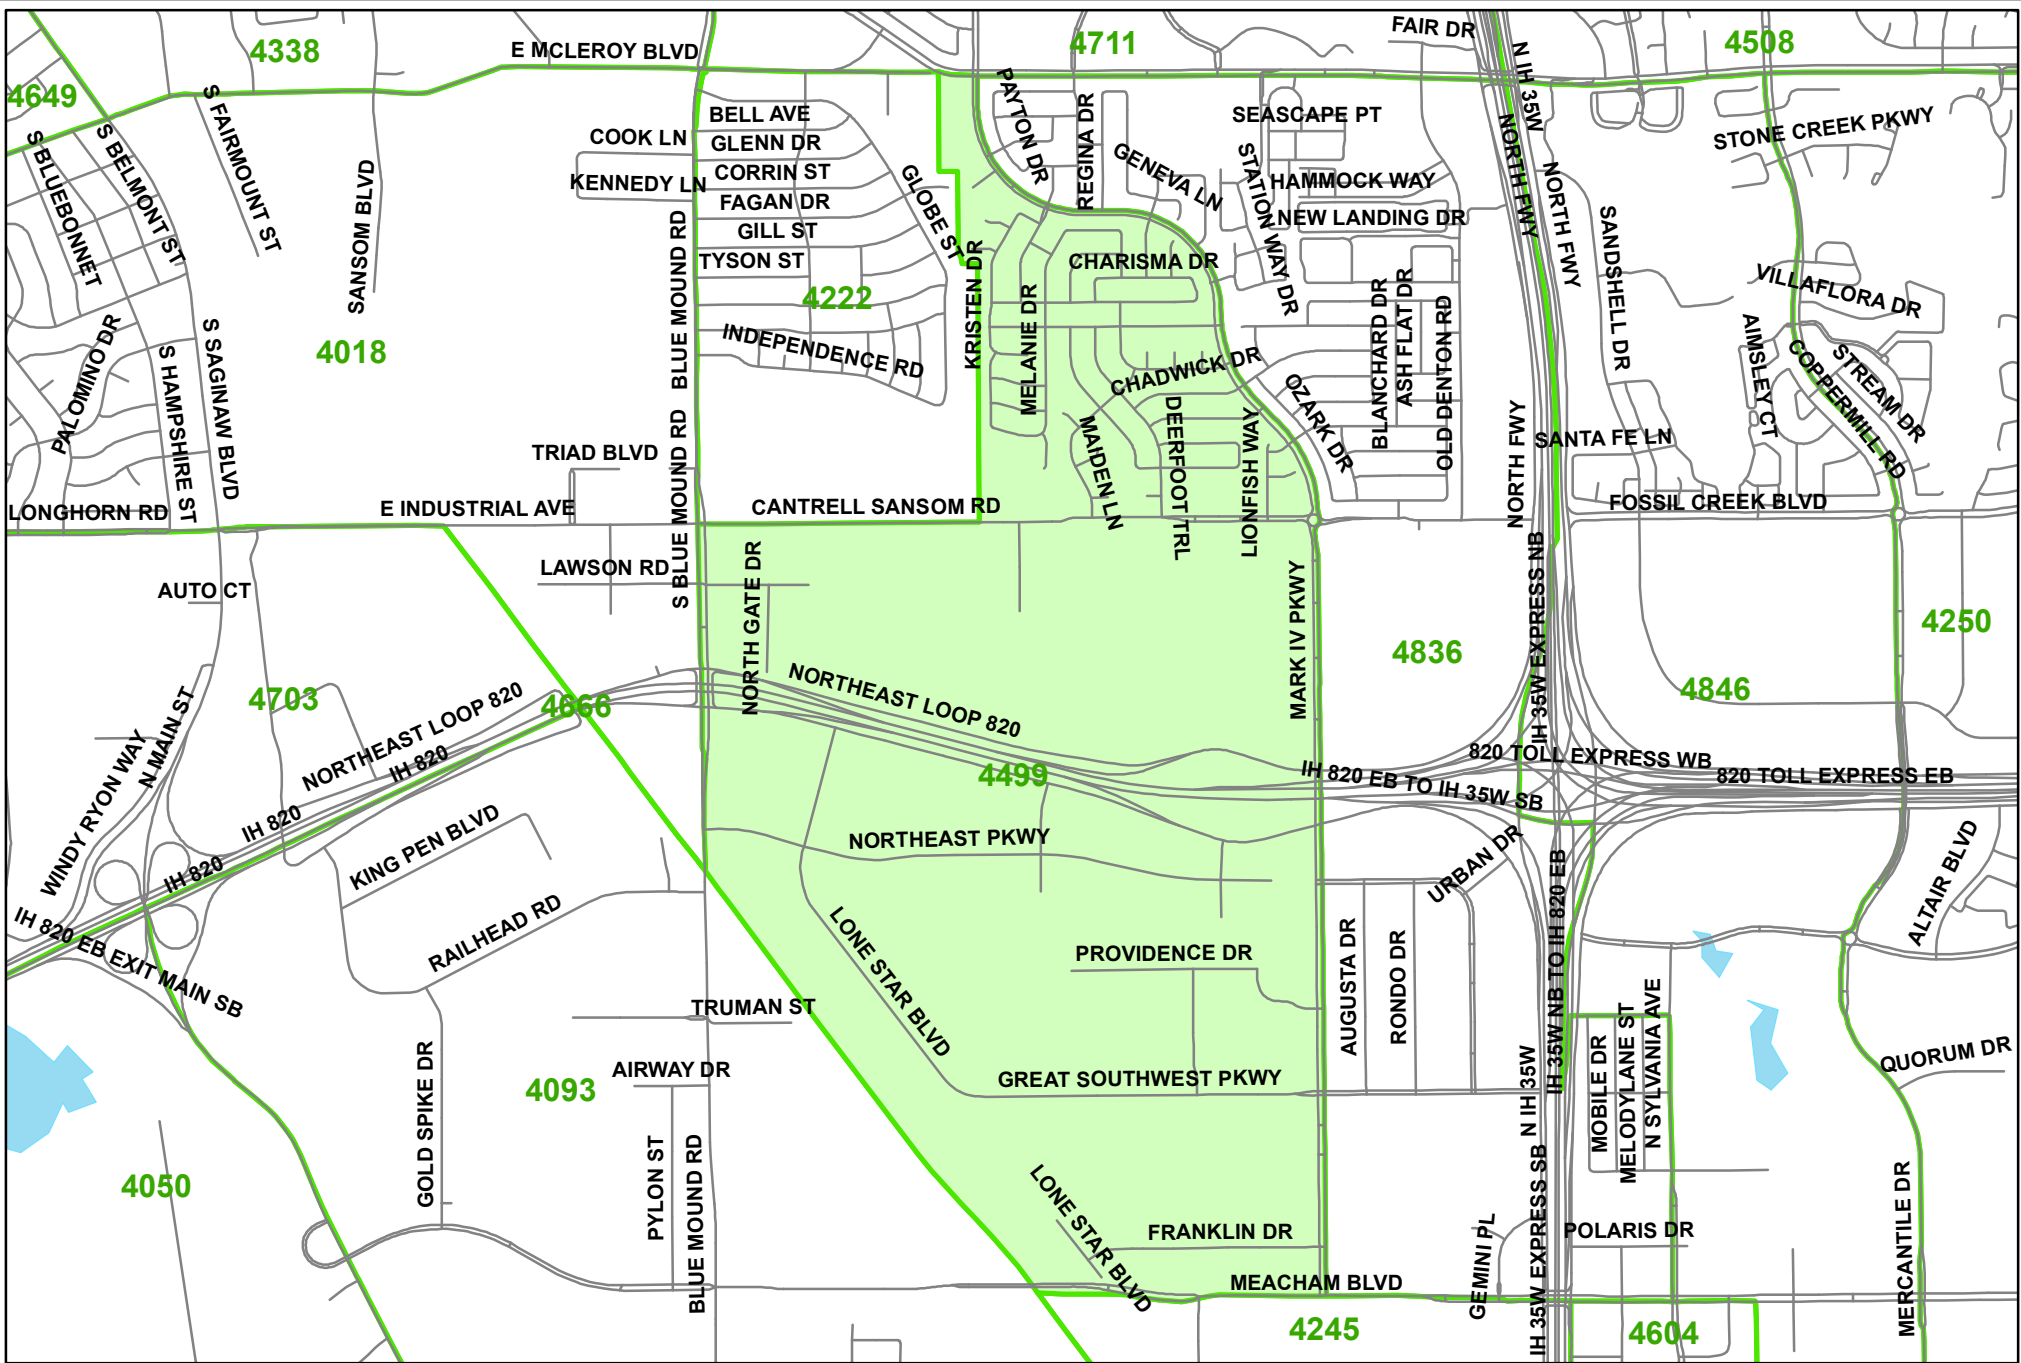 FAIR DR
4338
4711
4508
E MCLEROY BLVD
N IH 35W
4649
S FAIRMOUNT ST
PAYTON DR
REGINA DR
BELL AVE
SEASCAPE PT
NORTH FWY
STONE CREEK PKWY
S BLUEBONNET
S BELMONT ST
COOK LN
GLENN DR
GENEVA LN
STATION WAY DR
SANSOM BLVD
CORRIN ST
KENNEDY LN
GLOBE ST
HAMMOCK WAY
NORTH FWY
FAGAN DR
NEW LANDING DR
SANDSHELL DR
GILL ST
BLUE MOUND RD
TYSON ST
KRISTEN DR
CHARISMA DR
VILLAFLORA DR
4222
MELANIE DR
BLANCHARD DR
ASH FLAT DR
OLD DENTON RD
AIMSLEY CT
PALOMINO DR
S HAMPSHIRE ST
S SAGINAW BLVD
4018
INDEPENDENCE RD
CHADWICK DR
OZARK DR
COPPERMILL RD
STREAM DR
S BLUE MOUND RD
MAIDEN LN
DEERFOOT TRL
LIONFISH WAY
NORTH FWY
SANTA FE LN
TRIAD BLVD
LONGHORN RD
E INDUSTRIAL AVE
CANTRELL SANSOM RD
FOSSIL CREEK BLVD
LAWSON RD
NORTH GATE DR
MARK IV PKWY
IH 35W EXPRESS NB
AUTO CT
4250
4836
4846
4703
4666
NORTHEAST LOOP 820
NORTHEAST LOOP 820
WINDY RYON WAY
N MAIN ST
IH 820
4499
IH 820 EB TO IH 35W SB
820 TOLL EXPRESS WB
820 TOLL EXPRESS EB
IH 820
NORTHEAST PKWY
KING PEN BLVD
IH 820
URBAN DR
ALTAIR BLVD
IH 820 EB EXIT MAIN SB
RAILHEAD RD
LONE STAR BLVD
PROVIDENCE DR
AUGUSTA DR
RONDO DR
IH 35W NB TO IH 820 EB
TRUMAN ST
MOBILE DR
MELODYLANE ST
N SYLVANIA AVE
QUORUM DR
GOLD SPIKE DR
4093
AIRWAY DR
GREAT SOUTHWEST PKWY
N IH 35W
4050
PYLON ST
BLUE MOUND RD
LONE STAR BLVD
FRANKLIN DR
GEMINI PL
IH 35W EXPRESS SB
POLARIS DR
MERCANTILE DR
MEACHAM BLVD
4245
4604